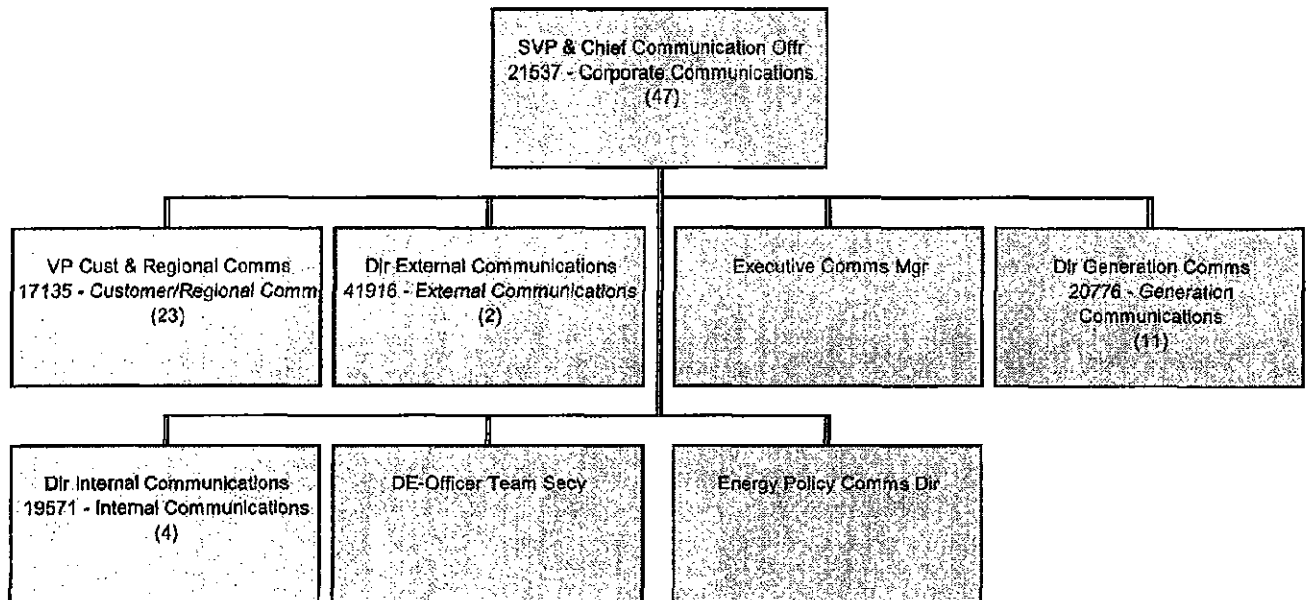 SVP & Chief Communication Offr
21537 - Corporate Communications
(47)
VP Cust & Regional Comms
17135 - Customer/Regional Comm
(23)
Dir External Communications
41916 - External Communications
(2)
Executive Comms Mgr
Dir Generation Comms
20776 - Generation
Communications
(11)
Dir Internal Communications
19571 - Internal Communications
(4)
DE-Officer Team Secy
Energy Policy Comms Dir